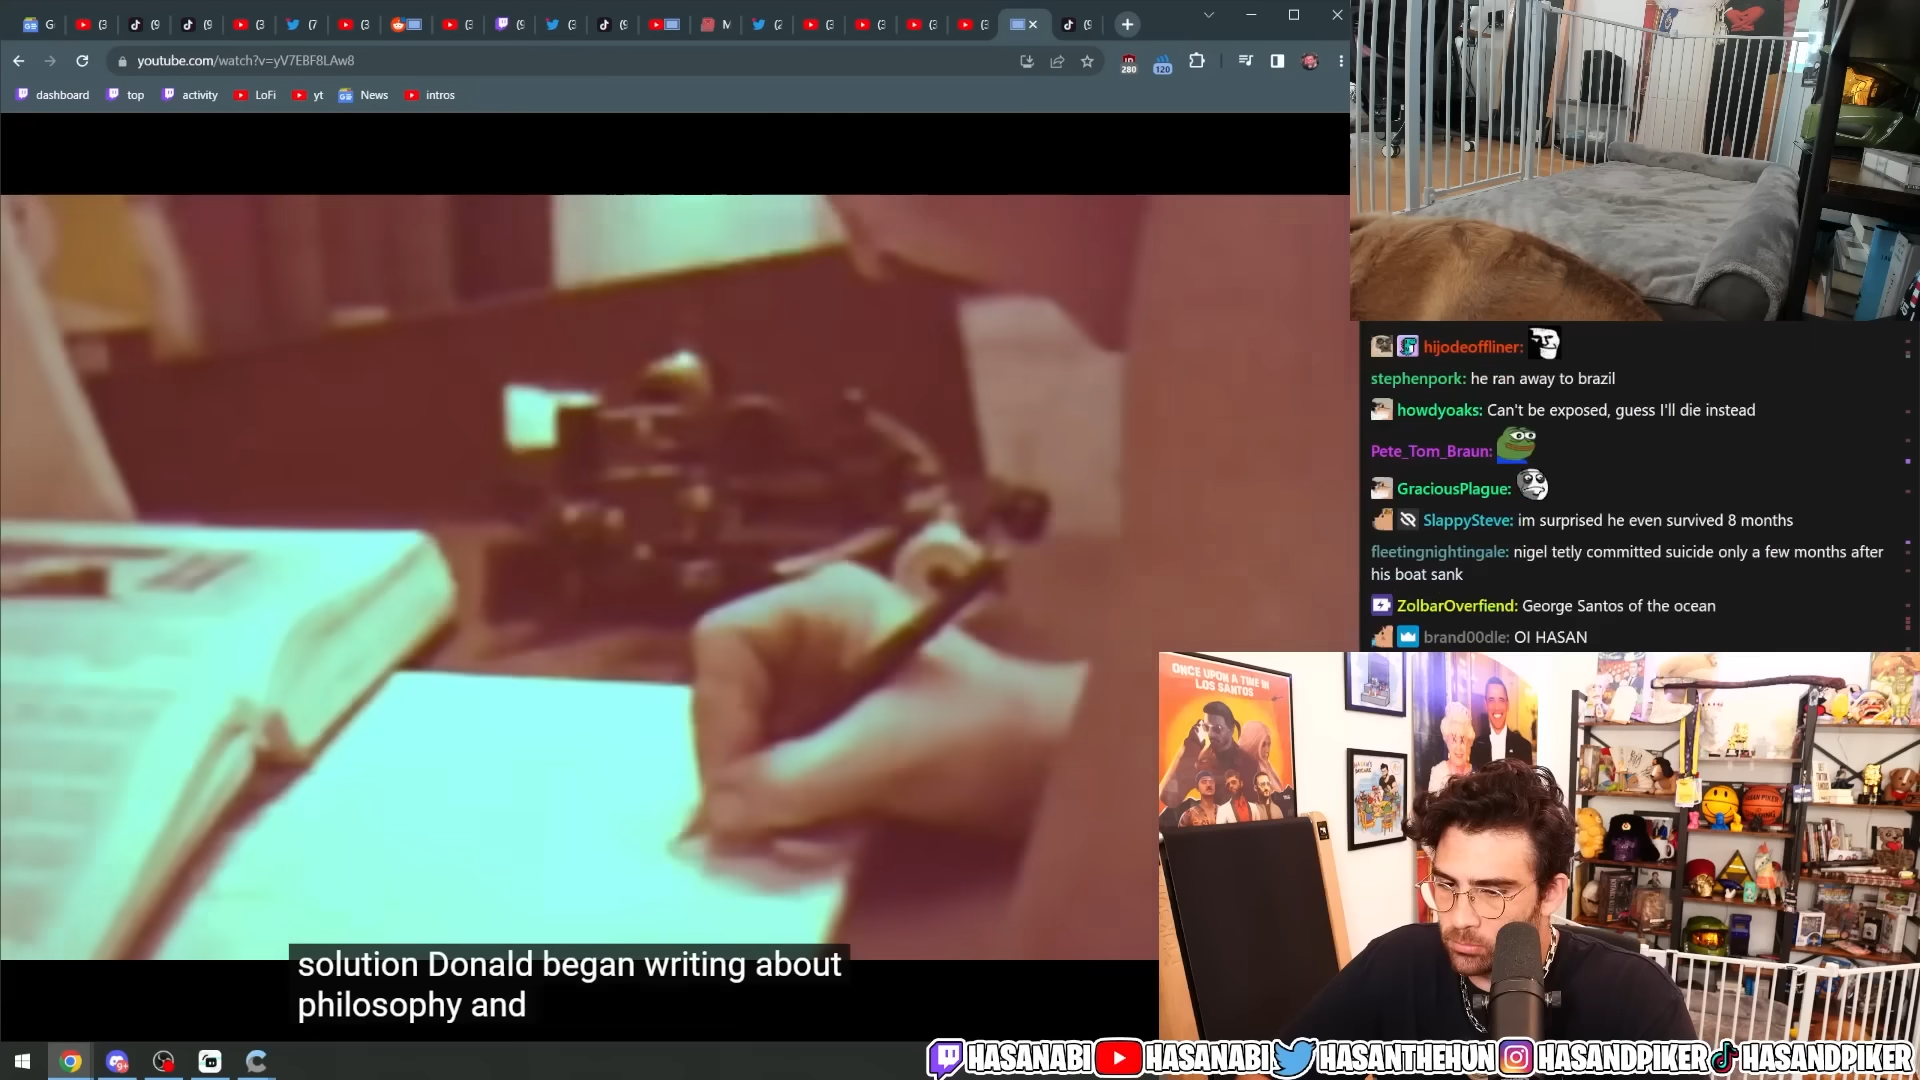 G
youtube.com/watch?v=yV7EBF8LAw8
280
120
dashboard
top
activity
LoFi
yt
News
intros
hijodeoffliner:
stephenpork: he ran away to brazil
howdyoaks: Can't be exposed, guess I'll die instead
Pete_Tom_Braun:
GraciousPlague:
SlappySteve: im surprised he even survived 8 months
fleetingnightingale: nigel tetly committed suicide only a few months after
his boat sank
ZolbarOverfiend: George Santos of the ocean
brand00dle: OI HASAN
ONCE UPON A TIME IN
LOS SANTOS
solution Donald began writing about
philosophy and
HASANABI HASANABI HASANTHEHUN HASANDPIKER HASANDPIKER